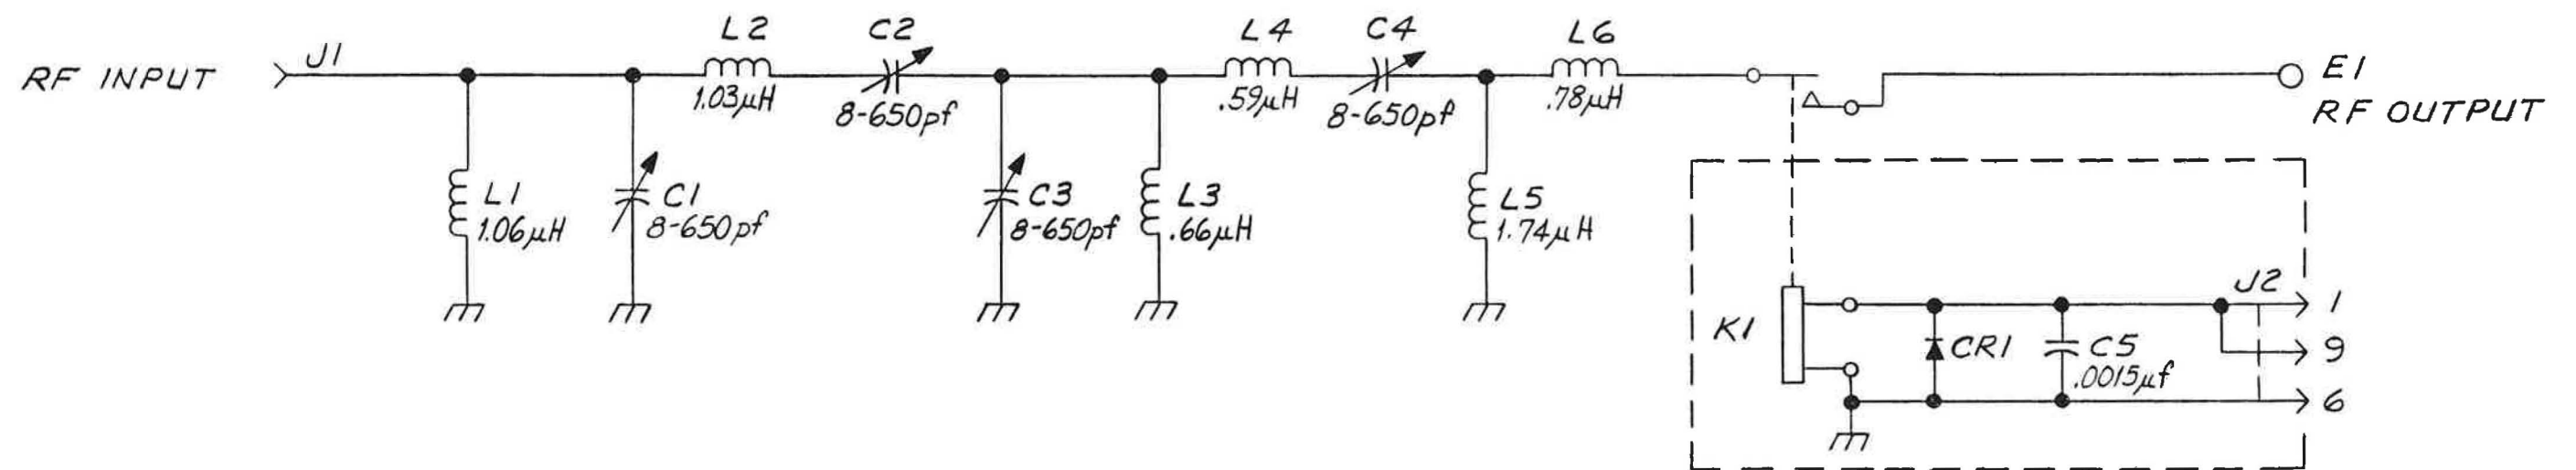 RF INPUT
J1
L2
1.03µH
C2
8-650pf
L4
.59µH
C4
8-650pf
L6
.78µH
E1
RF OUTPUT
L1
1.06µH
C1
8-650pf
C3
8-650pf
L3
.66µH
L5
1.74µH
J2
1
K1
CR1
C5
.0015µf
9
6